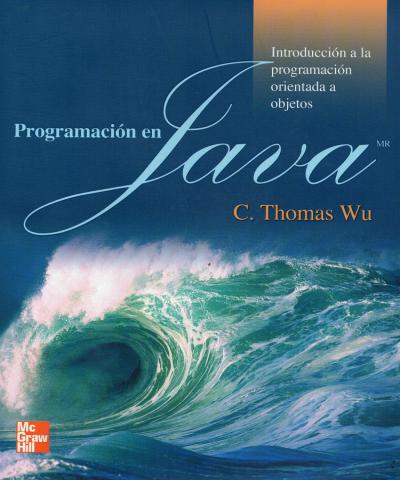 Introducción a la
programación
orientada a
objetos
Programación en
Java MR
C. Thomas Wu
Mc
Graw
Hill